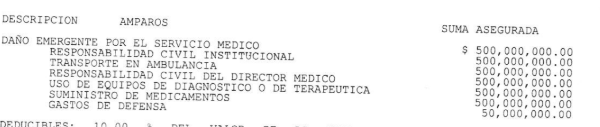 DESCRIPCION AMPAROS SUMA ASEGURADA
DAÑO EMERGENTE POR EL SERVICIO MEDICO $ 500,000,000.00
RESPONSABILIDAD CIVIL INSTITUCIONAL 500,000,000.00
TRANSPORTE EN AMBULANCIA 500,000,000.00
RESPONSABILIDAD CIVIL DEL DIRECTOR MEDICO 500,000,000.00
USO DE EQUIPOS DE DIAGNOSTICO O DE TERAPEUTICA 500,000,000.00
SUMINISTRO DE MEDICAMENTOS 500,000,000.00
GASTOS DE DEFENSA 50,000,000.00
DEDUCIBLES: 10.00 % DEL VALOR